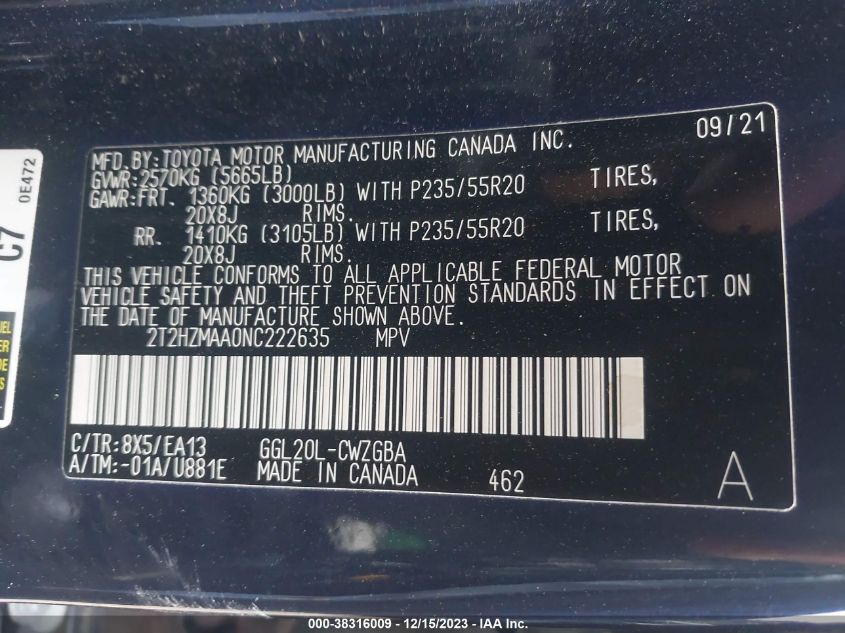 MFD. BY: TOYOTA MOTOR MANUFACTURING CANADA INC. 09/21
GVWR: 2570KG (5665LB)
GAWR: FRT. 1360KG (3000LB) WITH P235/55R20 TIRES,
20X8J RIMS.
RR. 1410KG (3105LB) WITH P235/55R20 TIRES,
20X8J RIMS.
THIS VEHICLE CONFORMS TO ALL APPLICABLE FEDERAL MOTOR
VEHICLE SAFETY AND THEFT PREVENTION STANDARDS IN EFFECT ON
THE DATE OF MANUFACTURE SHOWN ABOVE.
2T2HZMAA0NC222635 MPV
C/TR: 8X5/EA13 GGL20L-CWZGBA
A/TM: -01A/U881E MADE IN CANADA 462 A
C7
0E472
000-38316009 - 12/15/2023 - IAA Inc.